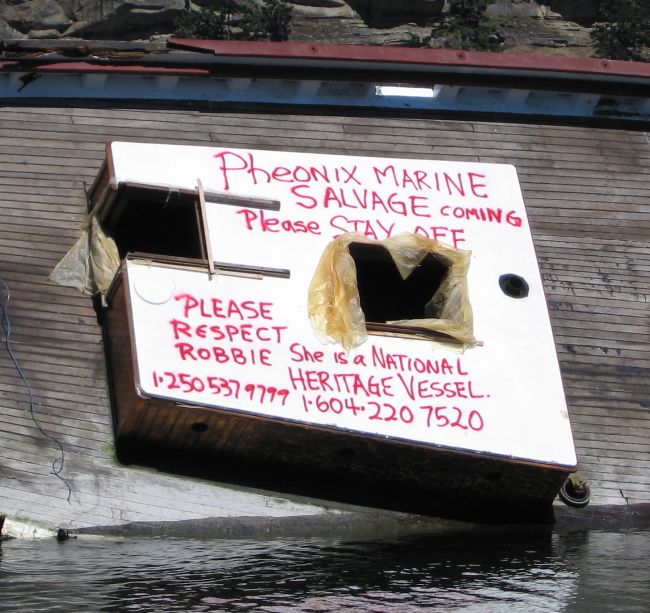 Pheonix MARINE
SALVAGE COMING
Please STAY OFF
PLEASE
RESPECT
ROBBIE
1·250 537 9799
She is a NATIONAL
HERITAGE VESSEL.
1·604·220 7520